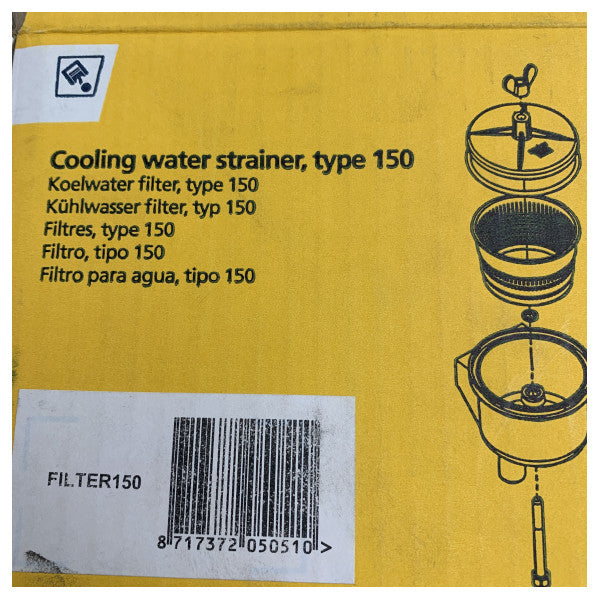 Cooling water strainer, type 150
Koelwater filter, type 150
Kühlwasser filter, typ 150
Filtres, type 150
Filtro, tipo 150
Filtro para agua, tipo 150
FILTER150
8 717372 050510 >